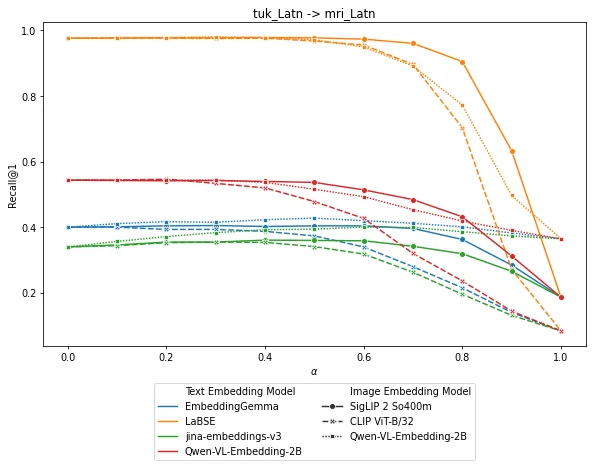 tuk_Latn -> mri_Latn
Recall@1
1.0
0.8
0.6
0.4
0.2
0.0 0.2 0.4 0.6 0.8 1.0
α
Text Embedding Model Image Embedding Model
EmbeddingGemma SigLIP 2 So400m
LaBSE CLIP ViT-B/32
jina-embeddings-v3 Qwen-VL-Embedding-2B
Qwen-VL-Embedding-2B